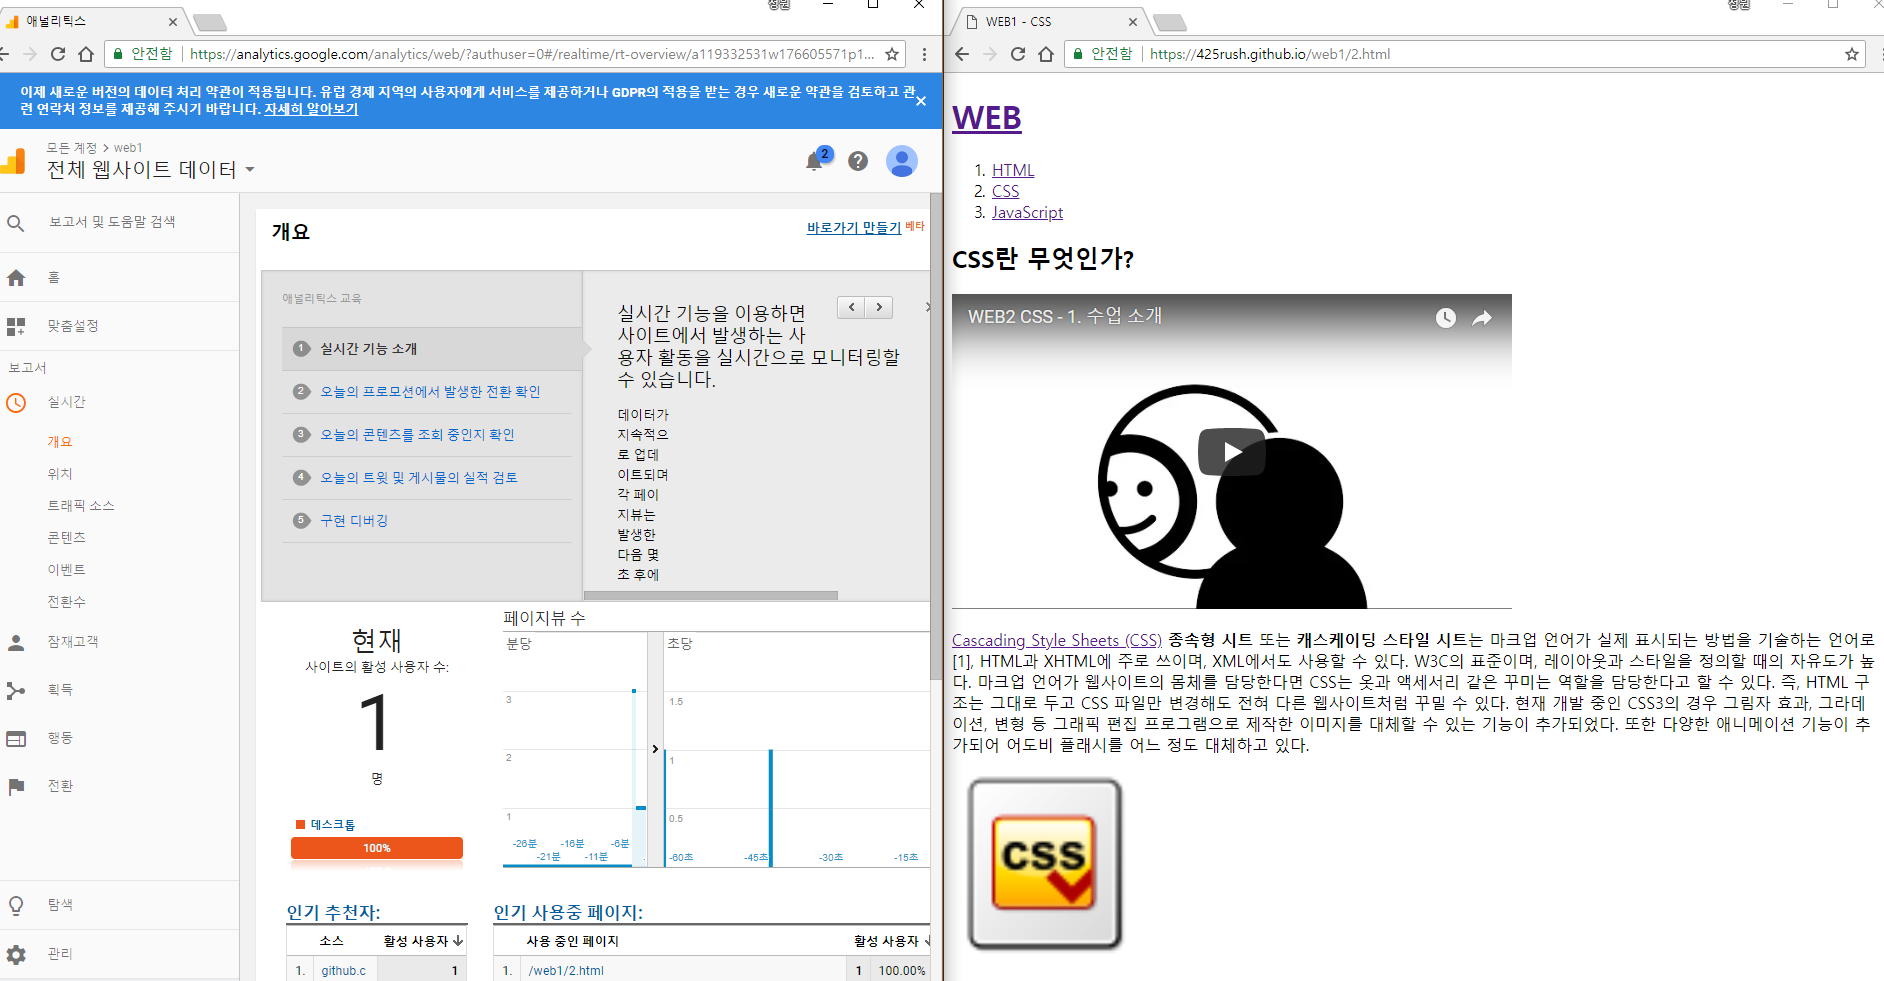 애널리틱스
정원
안전함
https://analytics.google.com/analytics/web/?authuser=0#/realtime/rt-overview/a119332531w176605571p1...
이제 새로운 버전의 데이터 처리 약관이 적용됩니다. 유럽 경제 지역의 사용자에게 서비스를 제공하거나 GDPR의 적용을 받는 경우 새로운 약관을 검토하고 관
련 연락처 정보를 제공해 주시기 바랍니다. 자세히 알아보기
모든 계정 > web1
전체 웹사이트 데이터
2
보고서 및 도움말 검색
홈
맞춤설정
보고서
실시간
개요
위치
트래픽 소스
콘텐츠
이벤트
전환수
잠재고객
획득
행동
전환
탐색
관리
개요
바로가기 만들기 베타
애널리틱스 교육
1 실시간 기능 소개
2 오늘의 프로모션에서 발생한 전환 확인
3 오늘의 콘텐츠를 조회 중인지 확인
4 오늘의 트윗 및 게시물의 실적 검토
5 구현 디버깅
실시간 기능을 이용하면
사이트에서 발생하는 사
용자 활동을 실시간으로 모니터링할
수 있습니다.
데이터가
지속적으
로 업데
이트되며
각 페이
지뷰는
발생한
다음 몇
초 후에
현재
사이트의 활성 사용자 수:
1
명
데스크톱
100%
페이지뷰 수
분당
3
2
1
-26분
-21분
-16분
-11분
-6분
초당
1.5
1
0.5
-60초
-45초
-30초
-15초
인기 추천자:
소스 활성 사용자
1. github.c 1
인기 사용중 페이지:
사용 중인 페이지 활성 사용자
1. /web1/2.html 1 100.00%
WEB1 - CSS
정원
안전함
https://425rush.github.io/web1/2.html
WEB
1. HTML
2. CSS
3. JavaScript
CSS란 무엇인가?
WEB2 CSS - 1. 수업 소개
Cascading Style Sheets (CSS) 종속형 시트 또는 캐스케이딩 스타일 시트는 마크업 언어가 실제 표시되는 방법을 기술하는 언어로
[1], HTML과 XHTML에 주로 쓰이며, XML에서도 사용할 수 있다. W3C의 표준이며, 레이아웃과 스타일을 정의할 때의 자유도가 높
다. 마크업 언어가 웹사이트의 몸체를 담당한다면 CSS는 옷과 액세서리 같은 꾸미는 역할을 담당한다고 할 수 있다. 즉, HTML 구
조는 그대로 두고 CSS 파일만 변경해도 전혀 다른 웹사이트처럼 꾸밀 수 있다. 현재 개발 중인 CSS3의 경우 그림자 효과, 그라데
이션, 변형 등 그래픽 편집 프로그램으로 제작한 이미지를 대체할 수 있는 기능이 추가되었다. 또한 다양한 애니메이션 기능이 추
가되어 어도비 플래시를 어느 정도 대체하고 있다.
CSS